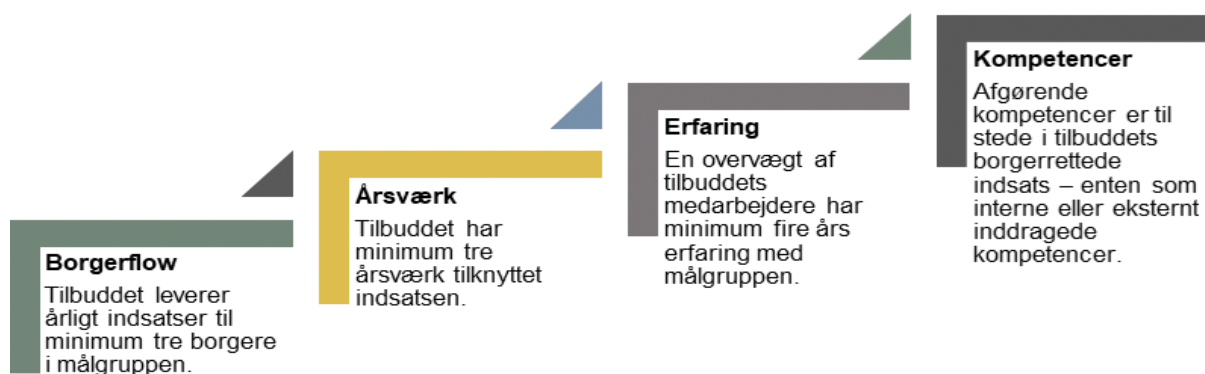 Borgerflow
Tilbuddet leverer
årligt indsatser til
minimum tre borgere
i målgruppen.
Årsværk
Tilbuddet har
minimum tre
årsværk tilknyttet
indsatsen.
Erfaring
En overvægt af
tilbuddets
medarbejdere har
minimum fire års
erfaring med
målgruppen.
Kompetencer
Afgørende
kompetencer er til
stede i tilbuddets
borgerrettede
indsats – enten som
interne eller eksternt
inddragede
kompetencer.